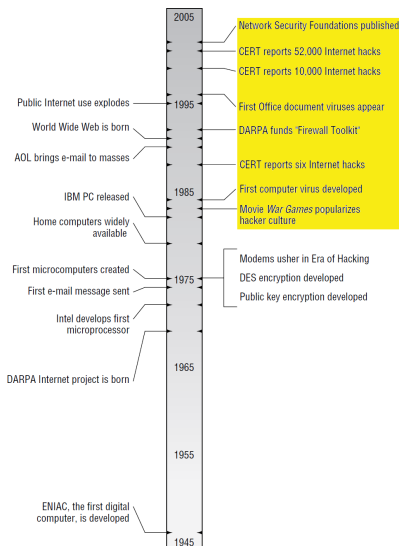 2005
Network Security Foundations published
CERT reports 52,000 Internet hacks
CERT reports 10,000 Internet hacks
Public Internet use explodes
1995
First Office document viruses appear
World Wide Web is born
DARPA funds "Firewall Toolkit"
AOL brings e-mail to masses
CERT reports six Internet hacks
IBM PC released
1985
First computer virus developed
Movie War Games popularizes
hacker culture
Home computers widely
available
Modems usher in Era of Hacking
First microcomputers created
1975
DES encryption developed
First e-mail message sent
Public key encryption developed
Intel develops first
microprocessor
1965
DARPA Internet project is born
1955
ENIAC, the first digital
computer, is developed
1945